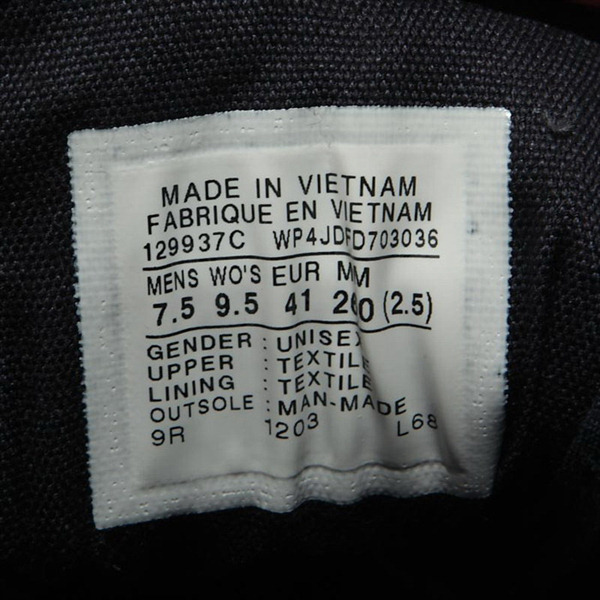 MADE IN VIETNAM
FABRIQUE EN VIETNAM
129937C WP4JDFD703036
MENS WO'S EUR MM
7.5 9.5 41 260 (2.5)
GENDER : UNISEX
UPPER : TEXTILE
LINING : TEXTILE
OUTSOLE : MAN-MADE
9R 1203 L68